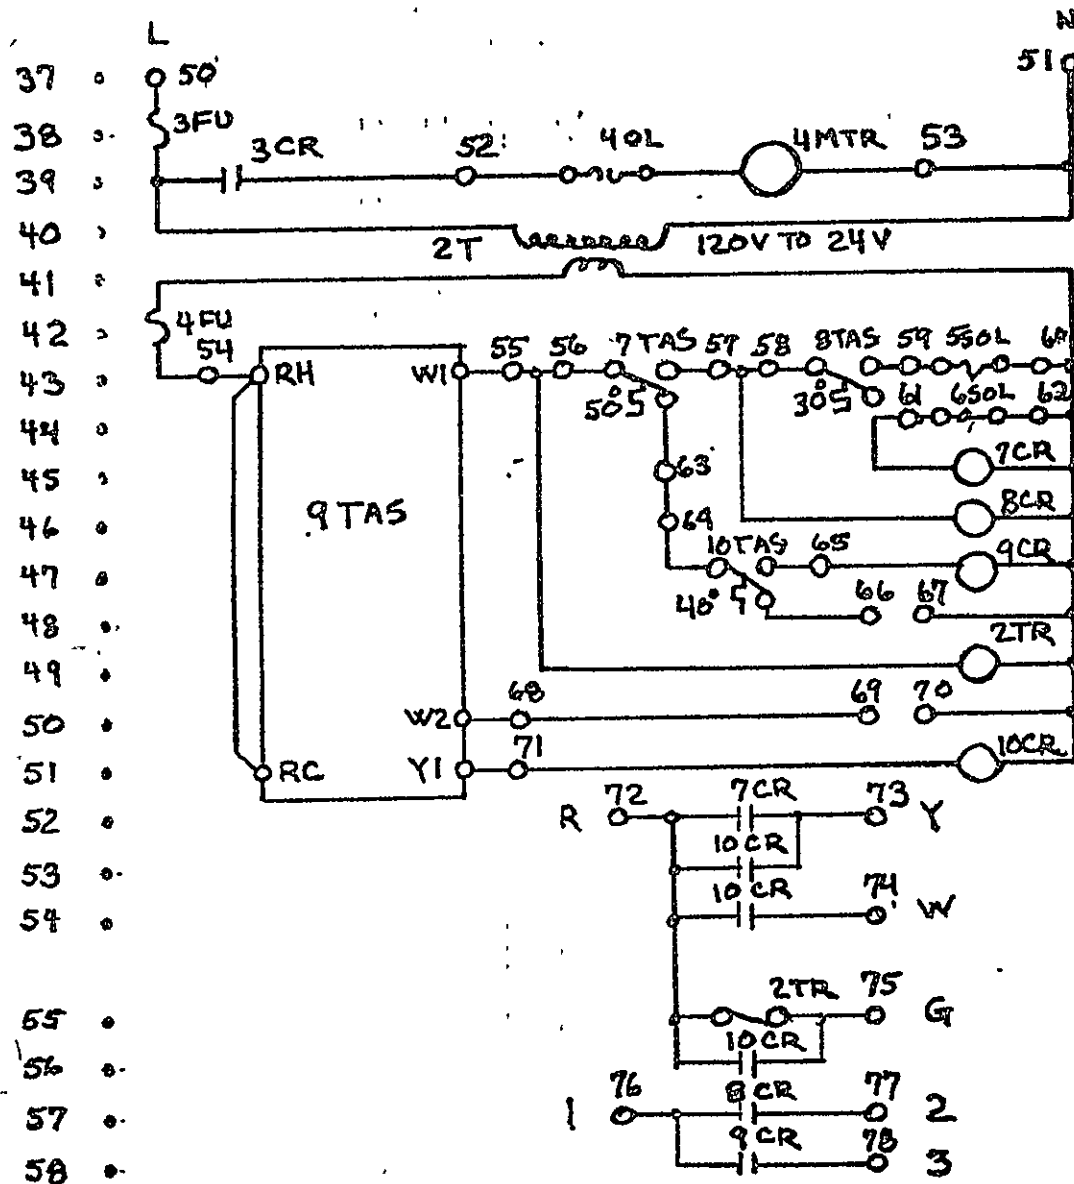 L N
37 50 51
38 3FU
39 3CR 52 4OL 4MTR 53
40 2T 120V TO 24V
41
42 4FU
43 54 RH W1 55 56 7TAS 57 58 8TAS 59 5SOL 60
50° 30° 61 6SOL 62
44
45 63 7CR
46 9TAS 64 8CR
47 10TAS 65 9CR
48 40° 66 67
49 2TR
50 W2 68 69 70
51 RC Y1 71 10CR
52 R 72 7CR 73 Y
53 10CR
54 10CR 74 W
55 2TR 75 G
56 10CR
57 1 76 8CR 77 2
58 9CR 78 3